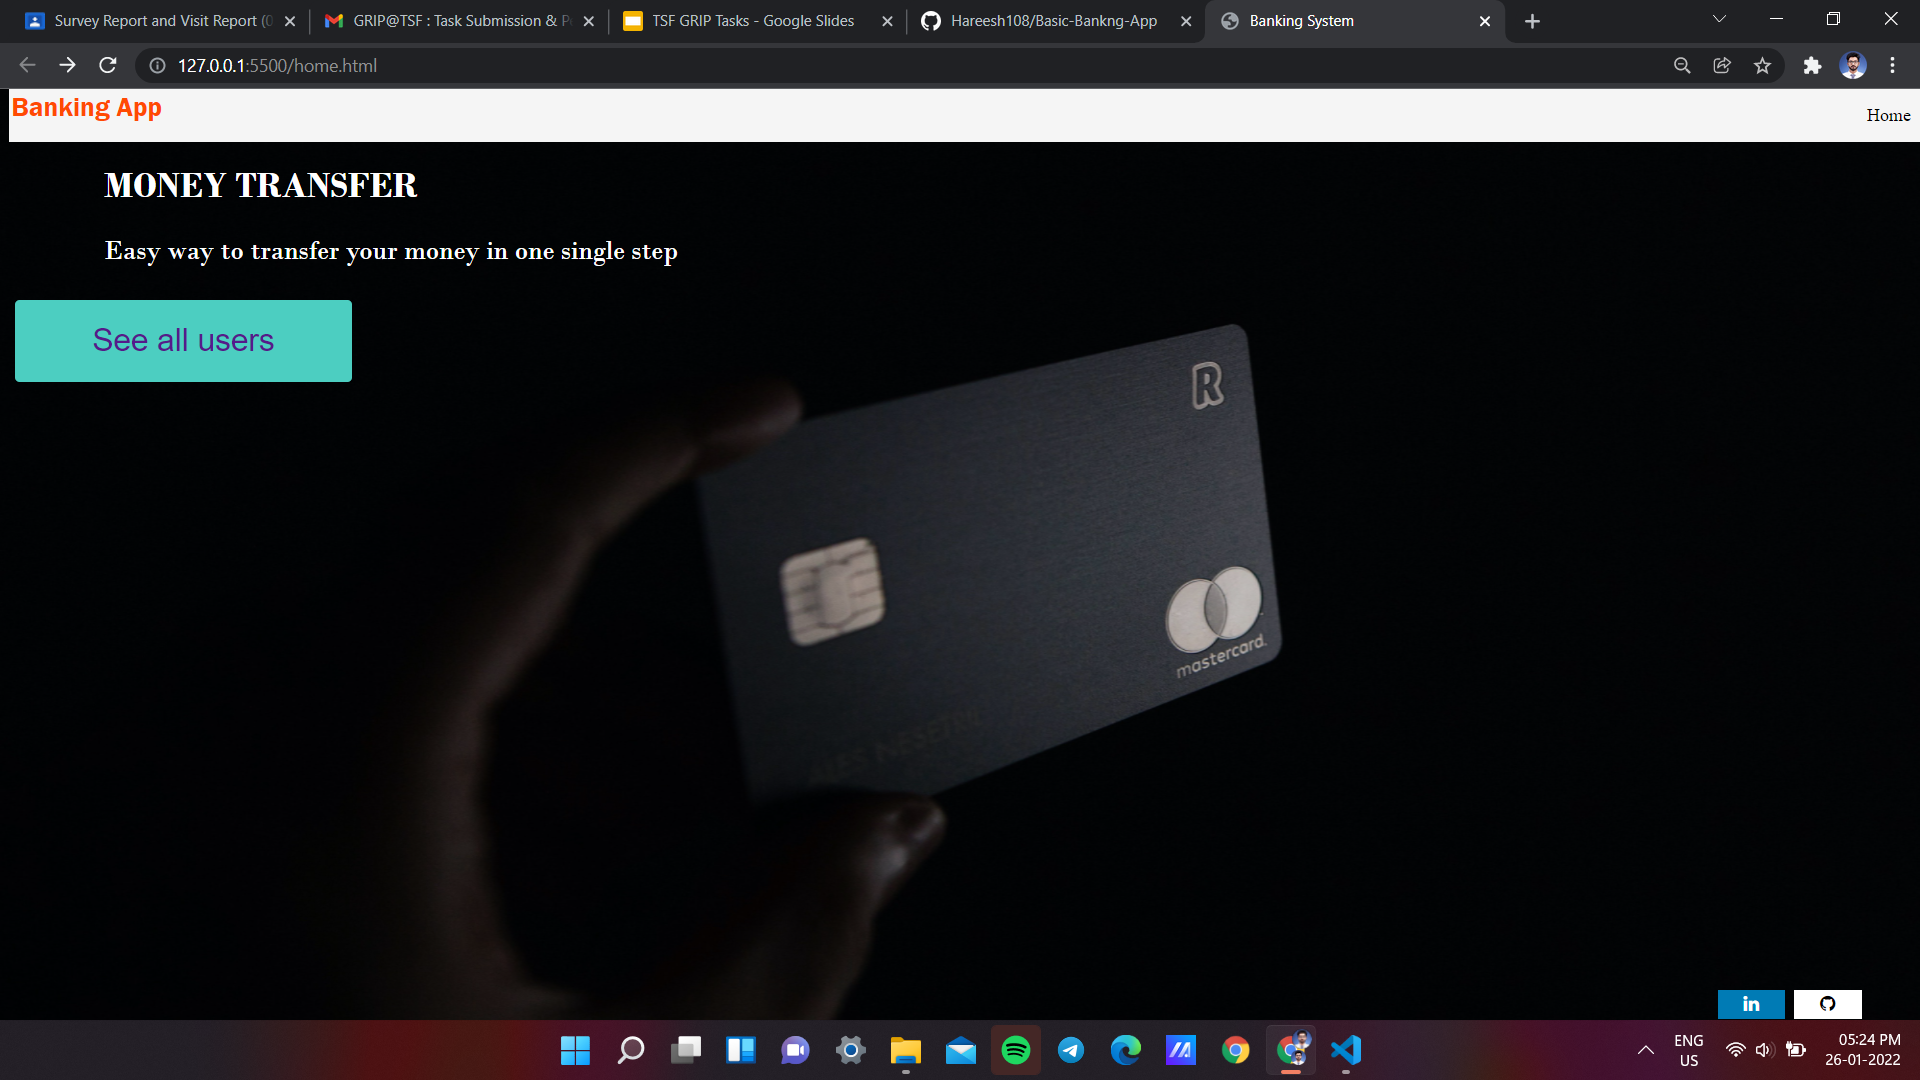 Survey Report and Visit Report (
GRIP@TSF : Task Submission &
TSF GRIP Tasks - Google Slides
Hareesh108/Basic-Bankng-App
Banking System
127.0.0.1:5500/home.html
Banking App
Home
MONEY TRANSFER
Easy way to transfer your money in one single step
See all users
R
mastercard.
in
ENG
US
05:24 PM
26-01-2022